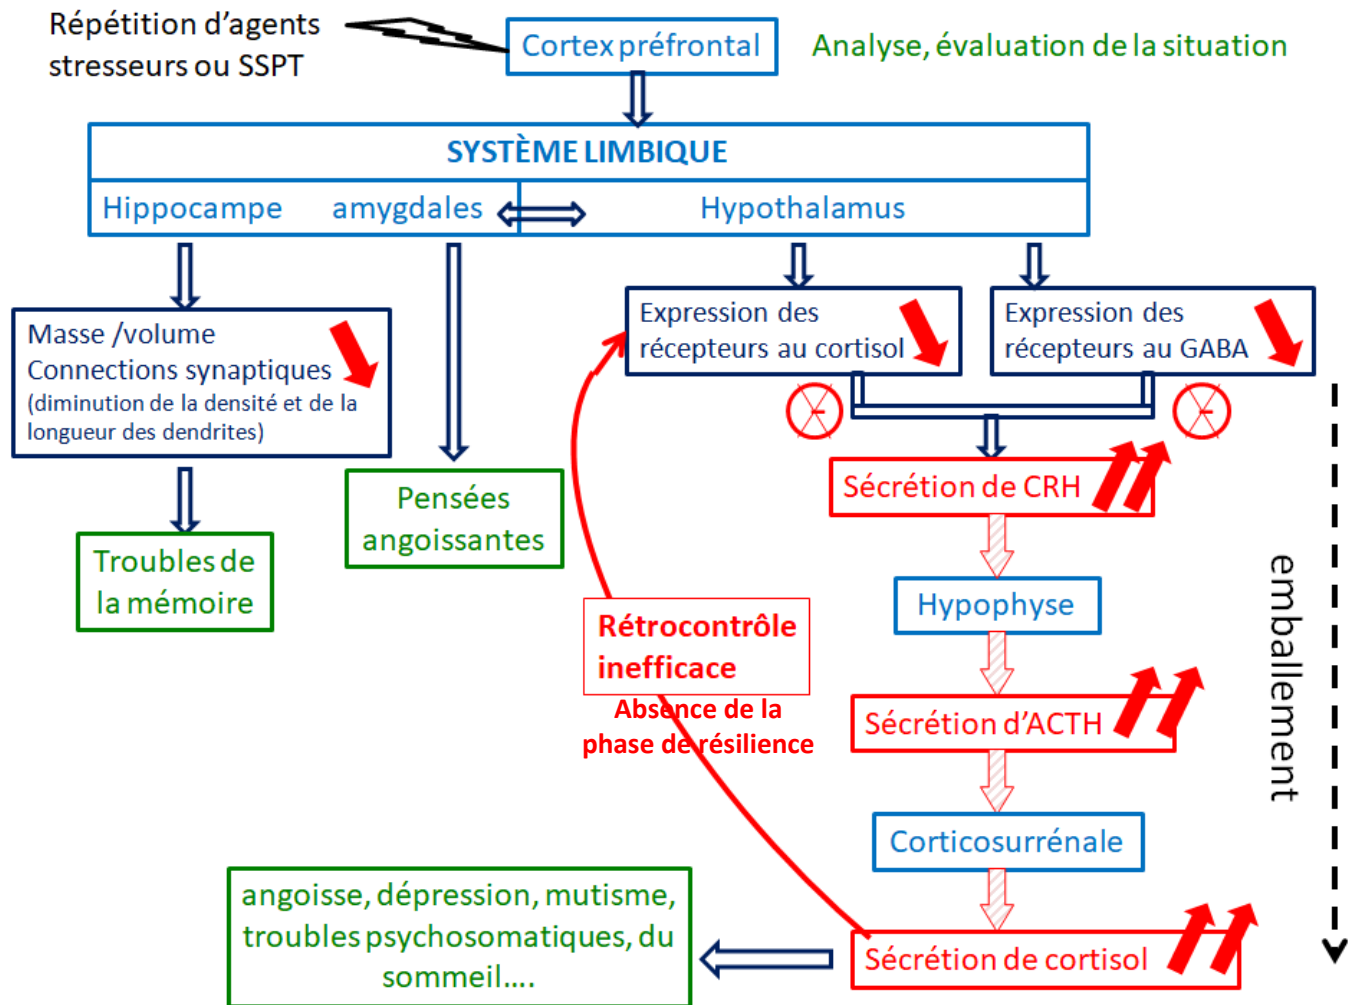 Répétition d’agents
stresseurs ou SSPT
Cortex préfrontal
Analyse, évaluation de la situation
SYSTÈME LIMBIQUE
Hippocampe
amygdales
Hypothalamus
Masse /volume
Connections synaptiques
(diminution de la densité et de la
longueur des dendrites)
Expression des
récepteurs au cortisol
Expression des
récepteurs au GABA
-
-
Troubles de
la mémoire
Pensées
angoissantes
Sécrétion de CRH
Hypophyse
Rétrocontrôle
inefficace
Absence de la
phase de résilience
Sécrétion d’ACTH
emballement
Corticosurrénale
angoisse, dépression, mutisme,
troubles psychosomatiques, du
sommeil....
Sécrétion de cortisol